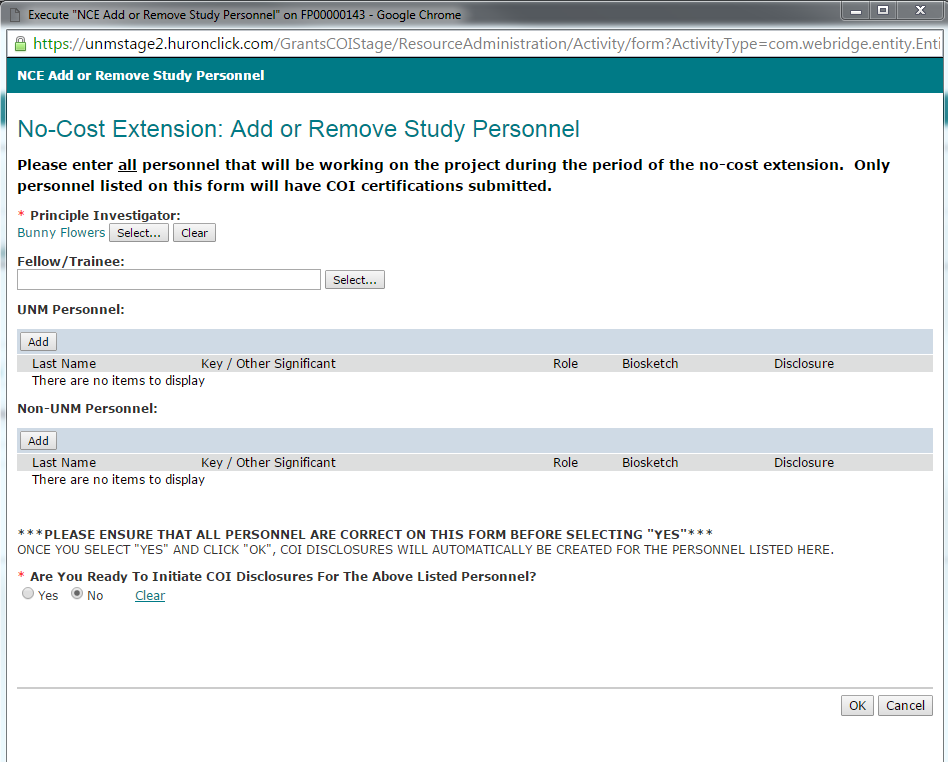 Execute "NCE Add or Remove Study Personnel" on FP00000143 - Google Chrome
https://unmstage2.huronclick.com/GrantsCOIStage/ResourceAdministration/Activity/form?ActivityType=com.webridge.entity.Enti
NCE Add or Remove Study Personnel
No-Cost Extension: Add or Remove Study Personnel
Please enter all personnel that will be working on the project during the period of the no-cost extension.  Only
personnel listed on this form will have COI certifications submitted.
* Principle Investigator:
Bunny Flowers Select... Clear
Fellow/Trainee:
Select...
UNM Personnel:
Add
Last Name Key / Other Significant Role Biosketch Disclosure
There are no items to display
Non-UNM Personnel:
Add
Last Name Key / Other Significant Role Biosketch Disclosure
There are no items to display
***PLEASE ENSURE THAT ALL PERSONNEL ARE CORRECT ON THIS FORM BEFORE SELECTING "YES"***
ONCE YOU SELECT "YES" AND CLICK "OK", COI DISCLOSURES WILL AUTOMATICALLY BE CREATED FOR THE PERSONNEL LISTED HERE.
* Are You Ready To Initiate COI Disclosures For The Above Listed Personnel?
Yes No Clear
OK Cancel